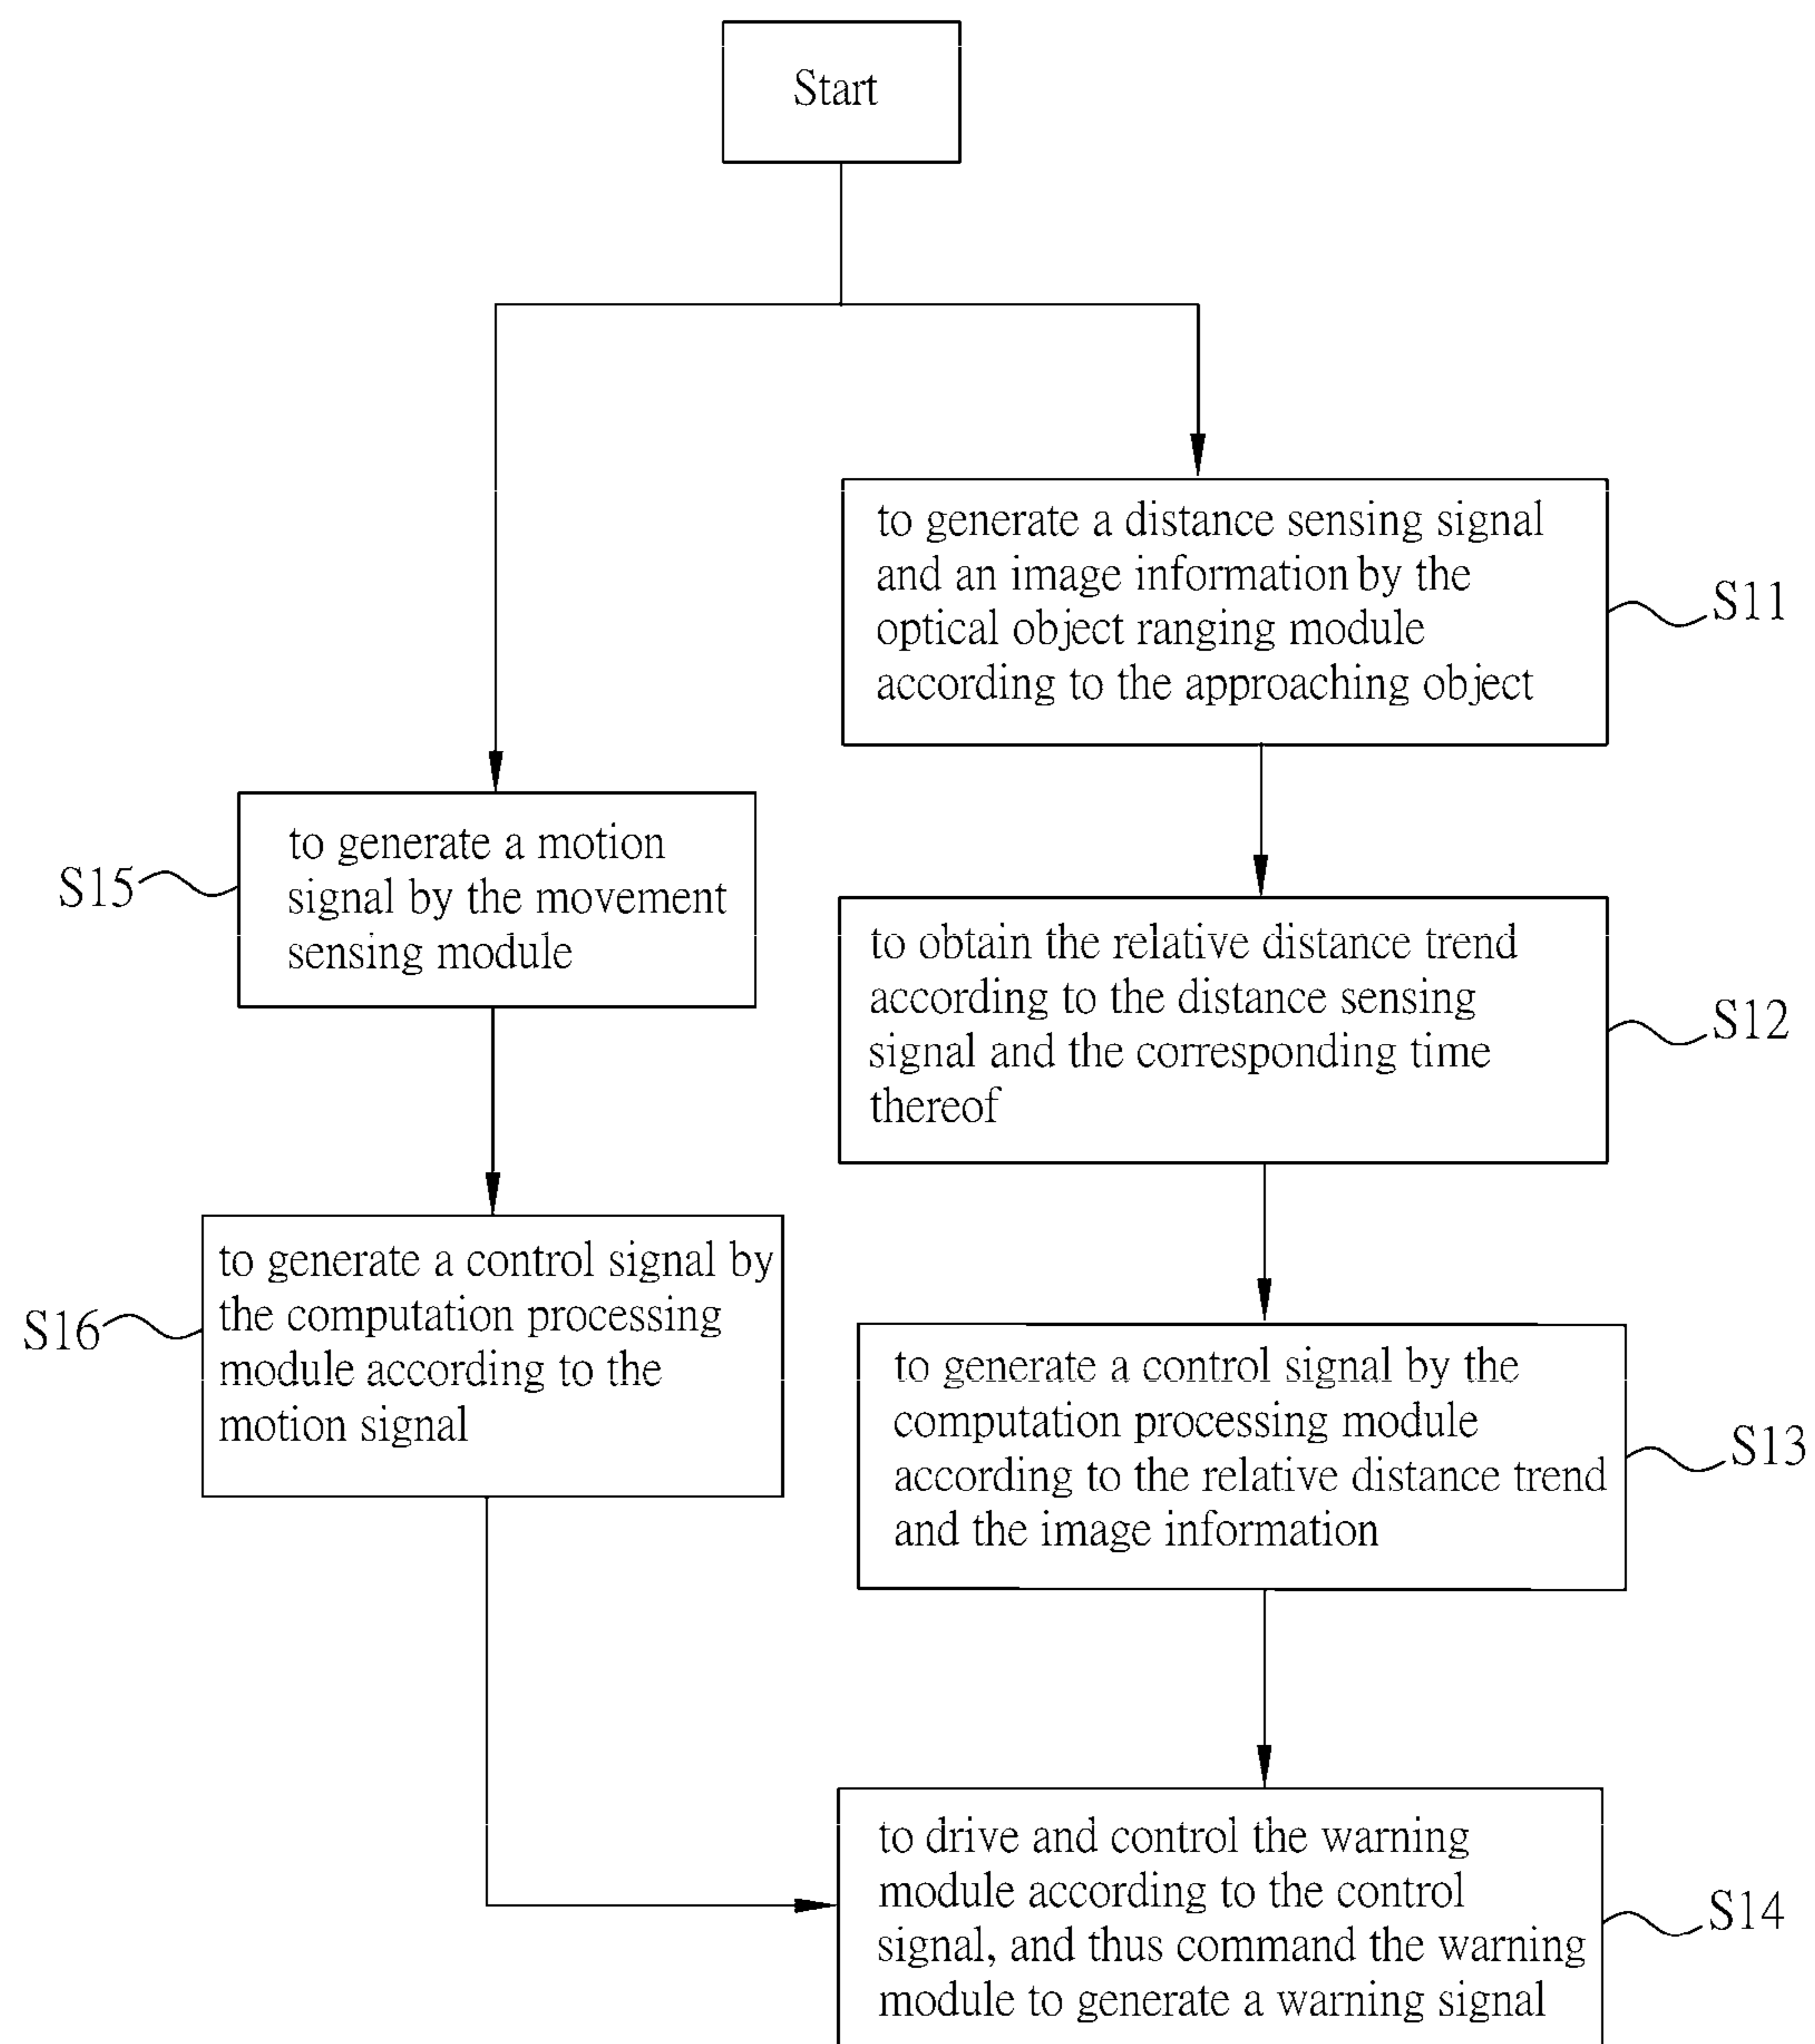 Start
to generate a distance sensing signal
and an image information by the
optical object ranging module
according to the approaching object
S11
to generate a motion
signal by the movement
sensing module
S15
to obtain the relative distance trend
according to the distance sensing
signal and the corresponding time
thereof
S12
to generate a control signal by
the computation processing
module according to the
motion signal
S16
to generate a control signal by the
computation processing module
according to the relative distance trend
and the image information
S13
to drive and control the warning
module according to the control
signal, and thus command the warning
module to generate a warning signal
S14